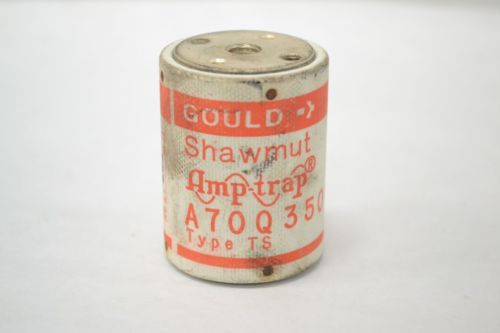 GOULD
Shawmut
Amp-trap®
A70Q350
Type TS